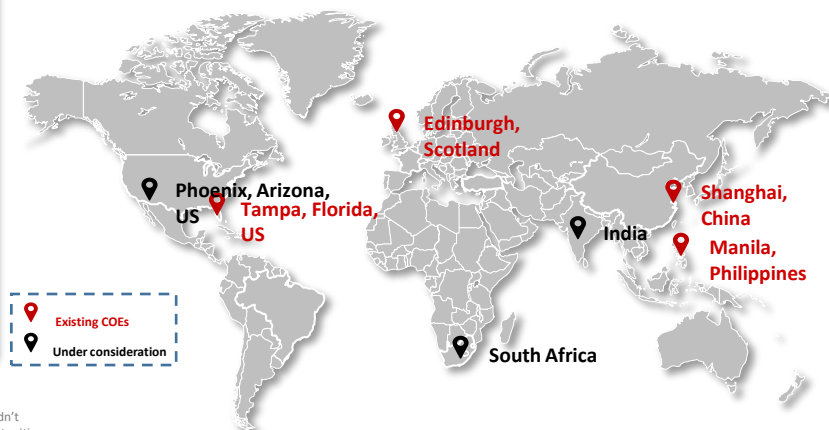 Edinburgh,
Scotland
Phoenix, Arizona,
US
Tampa, Florida,
US
Shanghai,
China
India
Manila,
Philippines
Existing COEs
Under consideration
South Africa
dn't